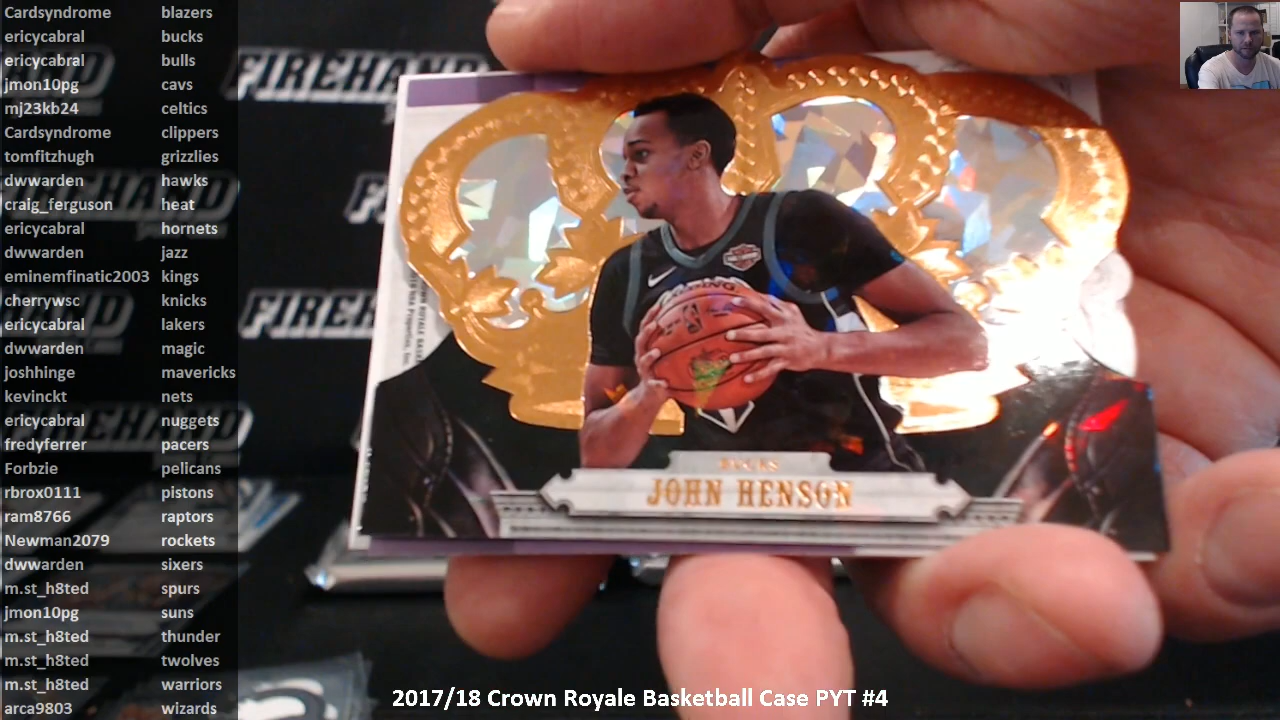 Cardsyndrome blazers
ericycabral bucks
ericycabral bulls
jmon10pg cavs
mj23kb24 celtics
Cardsyndrome clippers
tomfitzhugh grizzlies
dwwarden hawks
craig_ferguson heat
ericycabral hornets
dwwarden jazz
eminemfinatic2003 kings
cherrywsc knicks
ericycabral lakers
dwwarden magic
joshhinge mavericks
kevinckt nets
ericycabral nuggets
fredyferrer pacers
Forbzie pelicans
rbrox0111 pistons
ram8766 raptors
Newman2079 rockets
dwwarden sixers
m.st_h8ted spurs
jmon10pg suns
m.st_h8ted thunder
m.st_h8ted twolves
m.st_h8ted warriors
arca9803 wizards
FIREHAND
FIREH
BUCKS
JOHN HENSON
2017/18 Crown Royale Basketball Case PYT #4